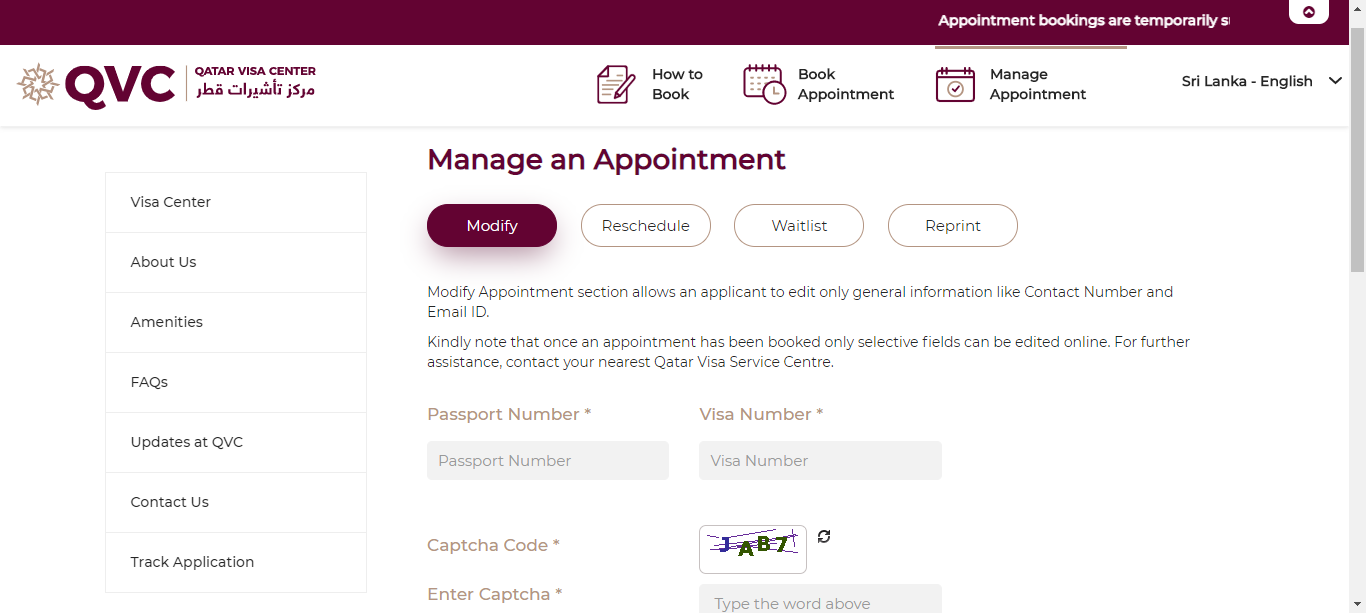 Appointment bookings are temporarily s
QVC
QATAR VISA CENTER
مركز تأشيرات قطر
How to
Book
Book
Appointment
Manage
Appointment
Sri Lanka - English
Visa Center
About Us
Amenities
FAQs
Updates at QVC
Contact Us
Track Application
Manage an Appointment
Modify
Reschedule
Waitlist
Reprint
Modify Appointment section allows an applicant to edit only general information like Contact Number and
Email ID.
Kindly note that once an appointment has been booked only selective fields can be edited online. For further
assistance, contact your nearest Qatar Visa Service Centre.
Passport Number *
Visa Number *
Passport Number
Visa Number
Captcha Code *
JAB7
Enter Captcha *
Type the word above